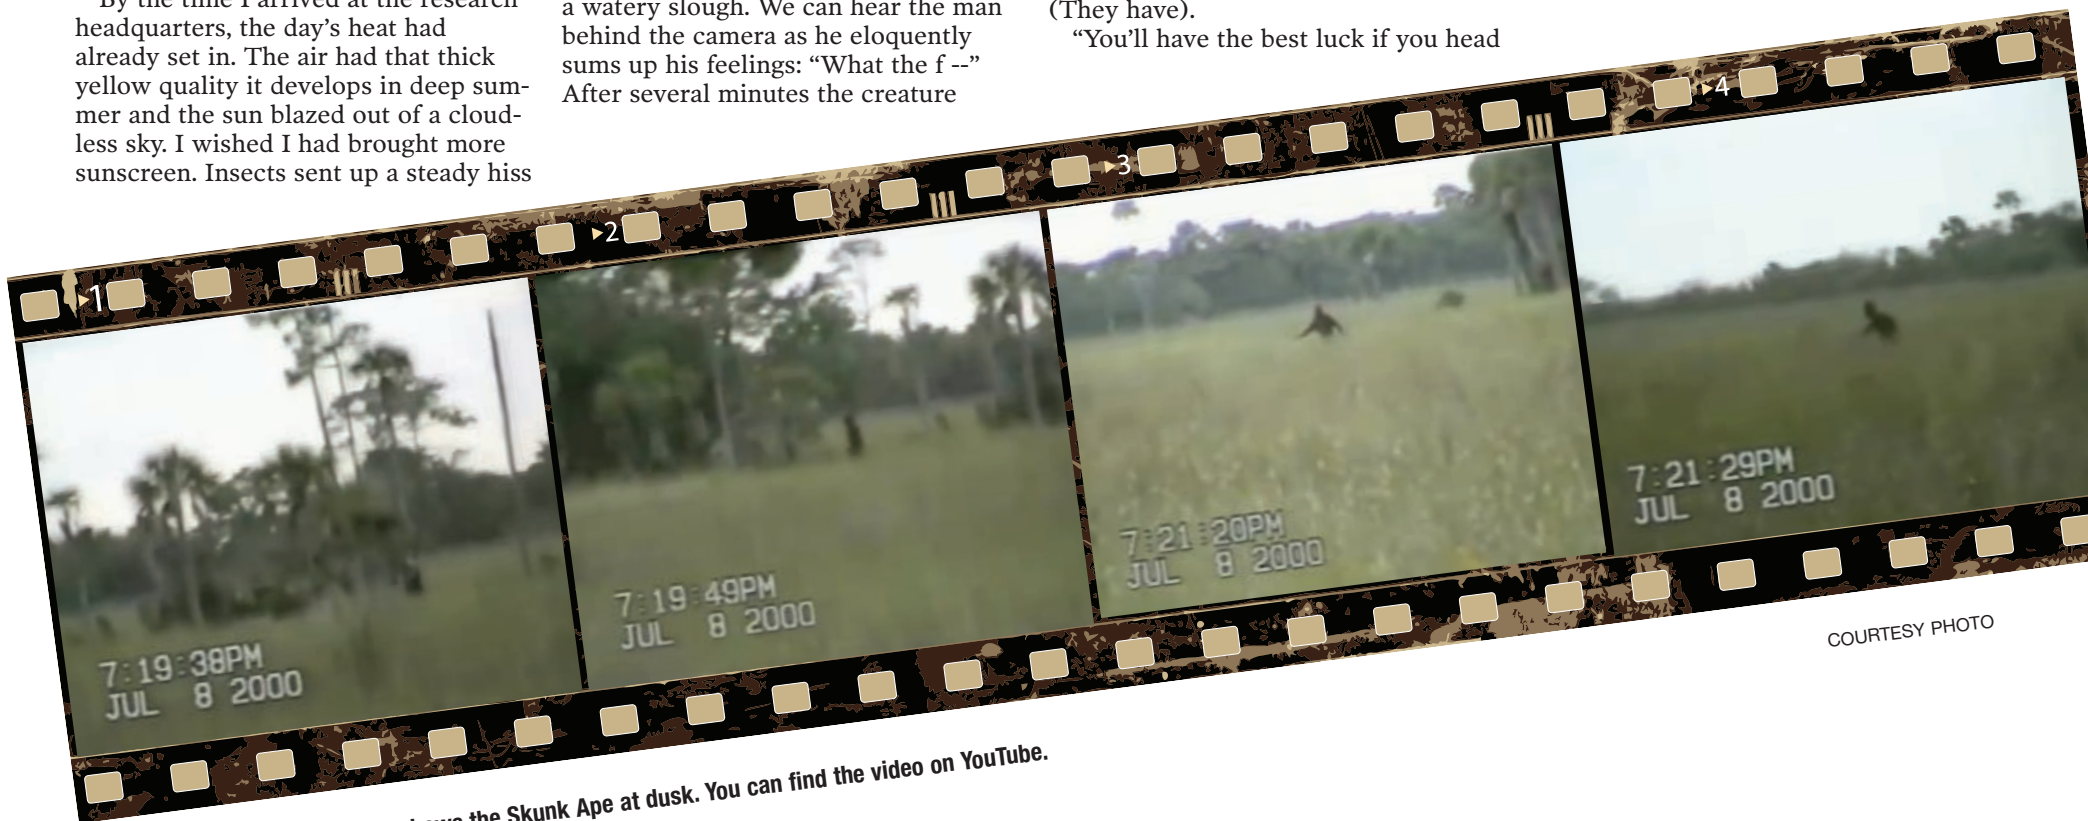 By the time I arrived at the research
headquarters, the day's heat had
already set in. The air had that thick
yellow quality it develops in deep sum-
mer and the sun blazed out of a cloud-
less sky. I wished I had brought more
sunscreen. Insects sent up a steady hiss
a watery slough. We can hear the man
behind the camera as he eloquently
sums up his feelings: “What the f --”
After several minutes the creature
(They have).
“You'll have the best luck if you head
1
2
3
4
7:19:38PM
JUL 8 2000
7:19:49PM
JUL 8 2000
7:21:20PM
JUL 8 2000
7:21:29PM
JUL 8 2000
COURTESY PHOTO
the Skunk Ape at dusk. You can find the video on YouTube.